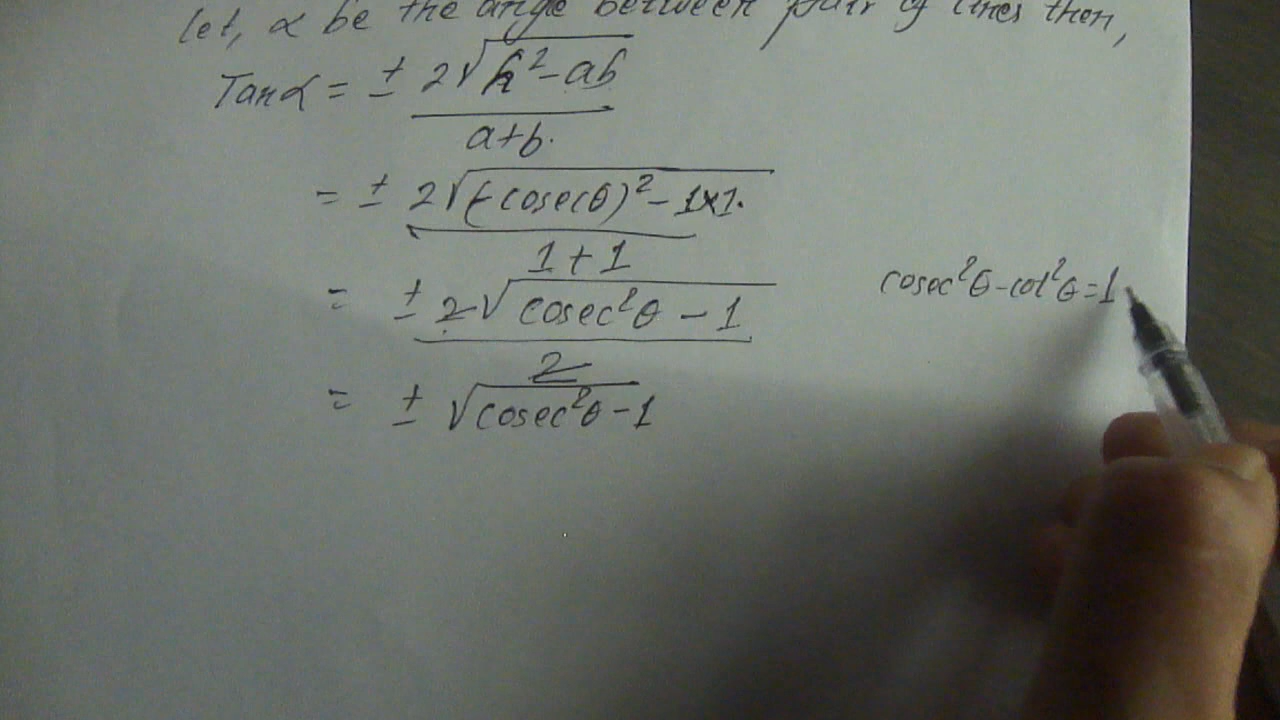 let, α be the angle between pair of lines then,
Tanα = ± 2√(h² - ab) / a+b.
= ± 2√((-cosecθ)² - 1×1.) / 1 + 1
= ± 2√(cosec²θ - 1) / 2
cosec²θ - cot²θ = 1
= ± √(cosec²θ - 1)